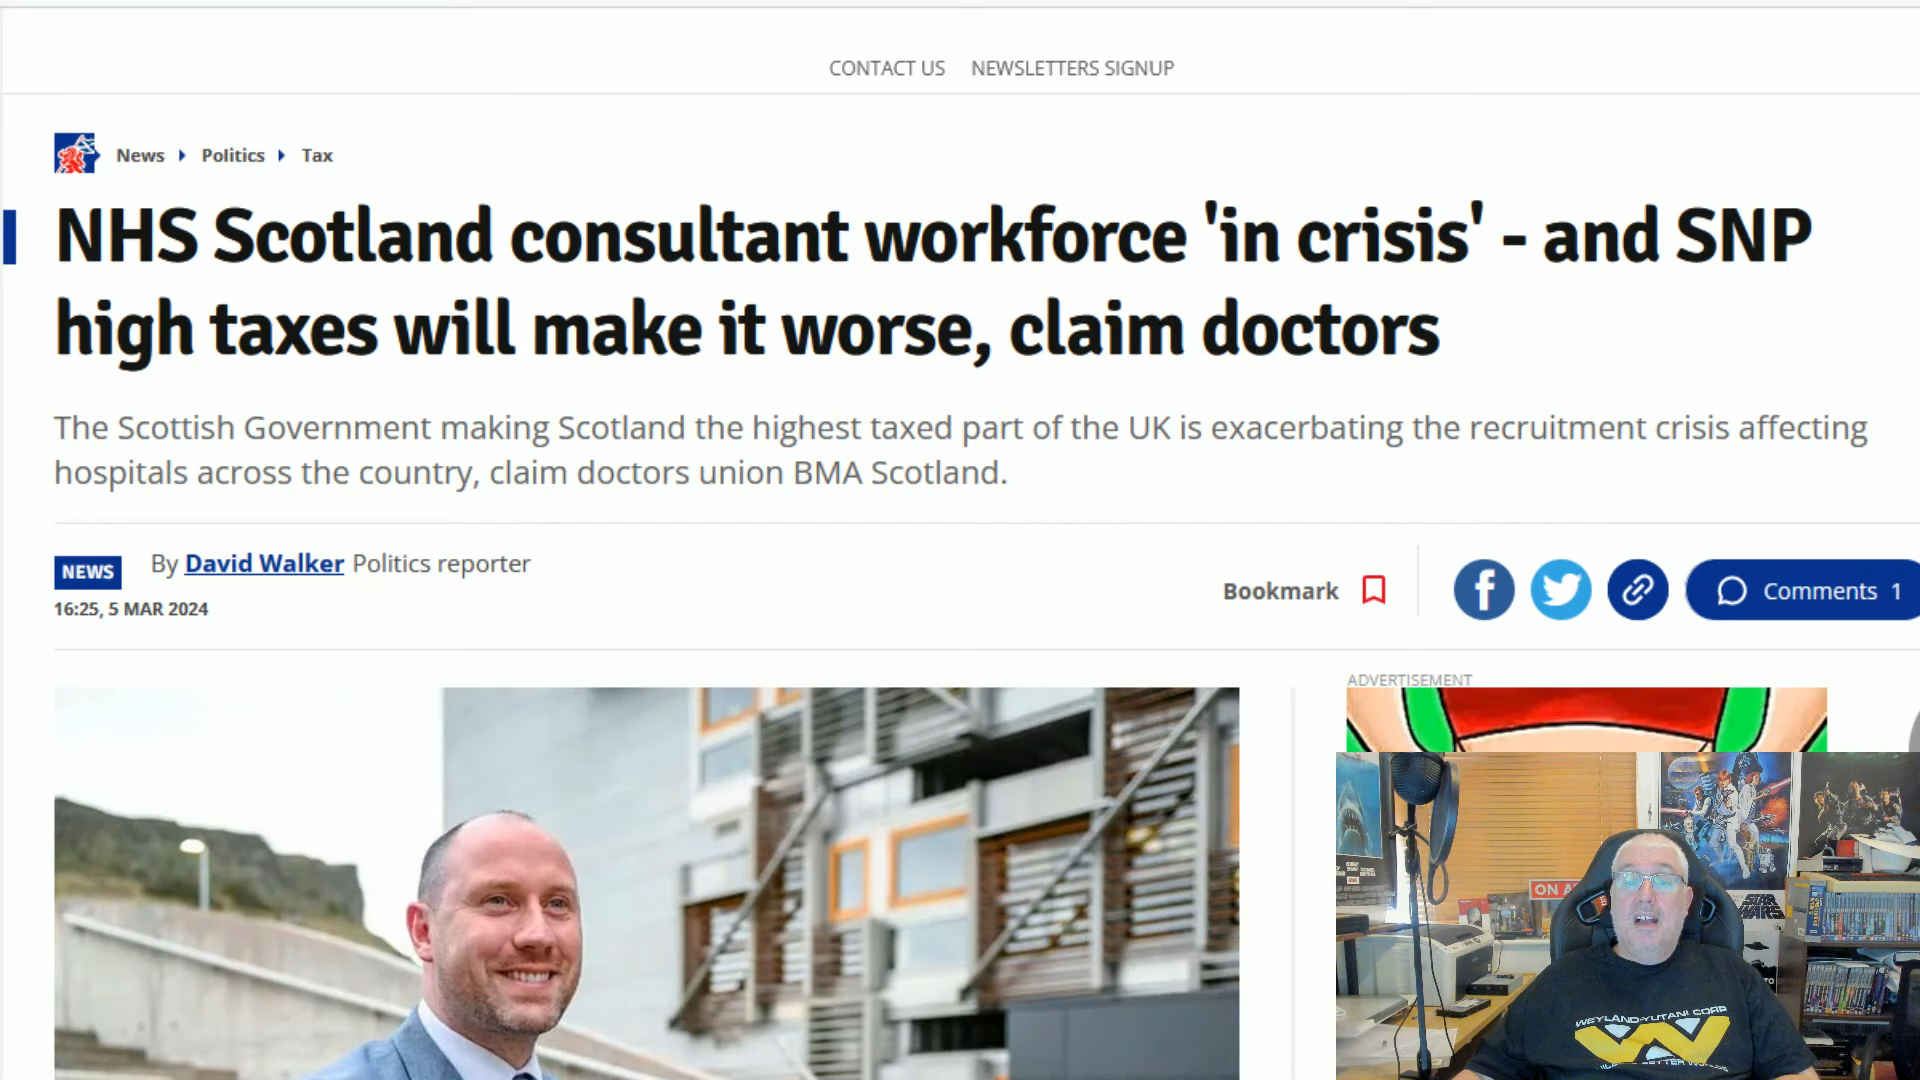 CONTACT US NEWSLETTERS SIGNUP
News Politics Tax
NHS Scotland consultant workforce 'in crisis' - and SNP
high taxes will make it worse, claim doctors
The Scottish Government making Scotland the highest taxed part of the UK is exacerbating the recruitment crisis affecting
hospitals across the country, claim doctors union BMA Scotland.
NEWS By David Walker Politics reporter
16:25, 5 MAR 2024
Bookmark
Comments 1
ADVERTISEMENT
ON A
STAR
WARS
WEYLAND-YUTANI CORP